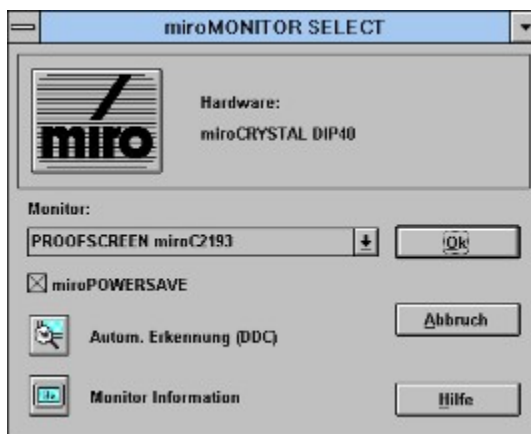 miroMONITOR SELECT
miro
Hardware:
miroCRYSTAL DIP40
Monitor:
PROOFSCREEN miroC2193
Ok
miroPOWERSAVE
Autom. Erkennung (DDC)
Abbruch
Monitor Information
Hilfe